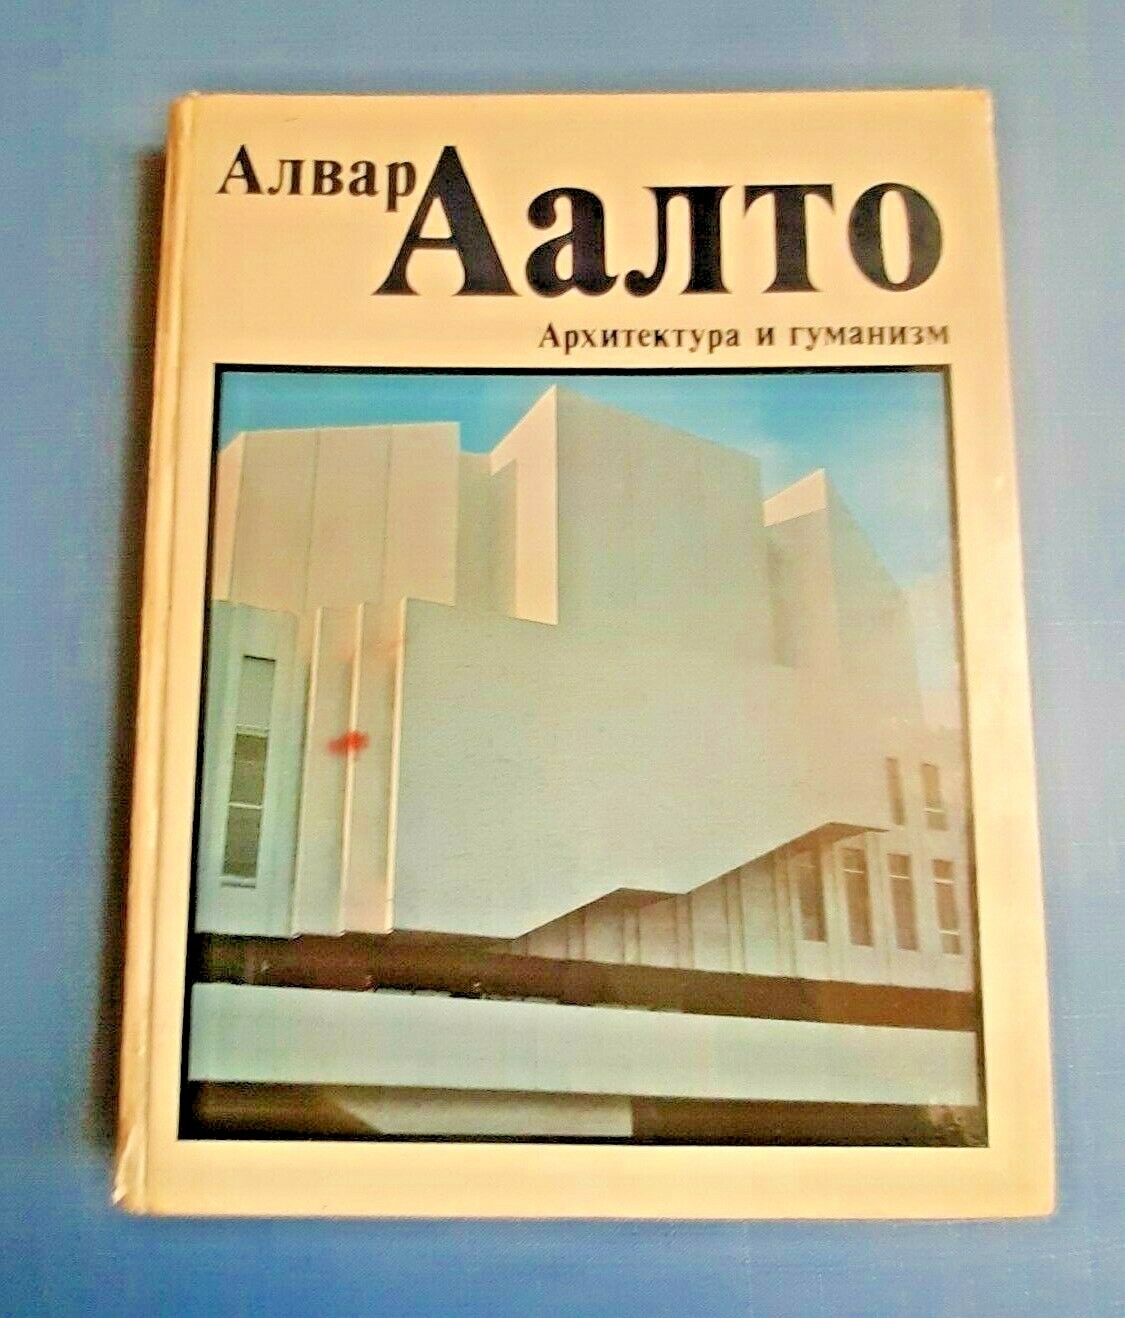 Алвар
Аалто
Архитектура и гуманизм